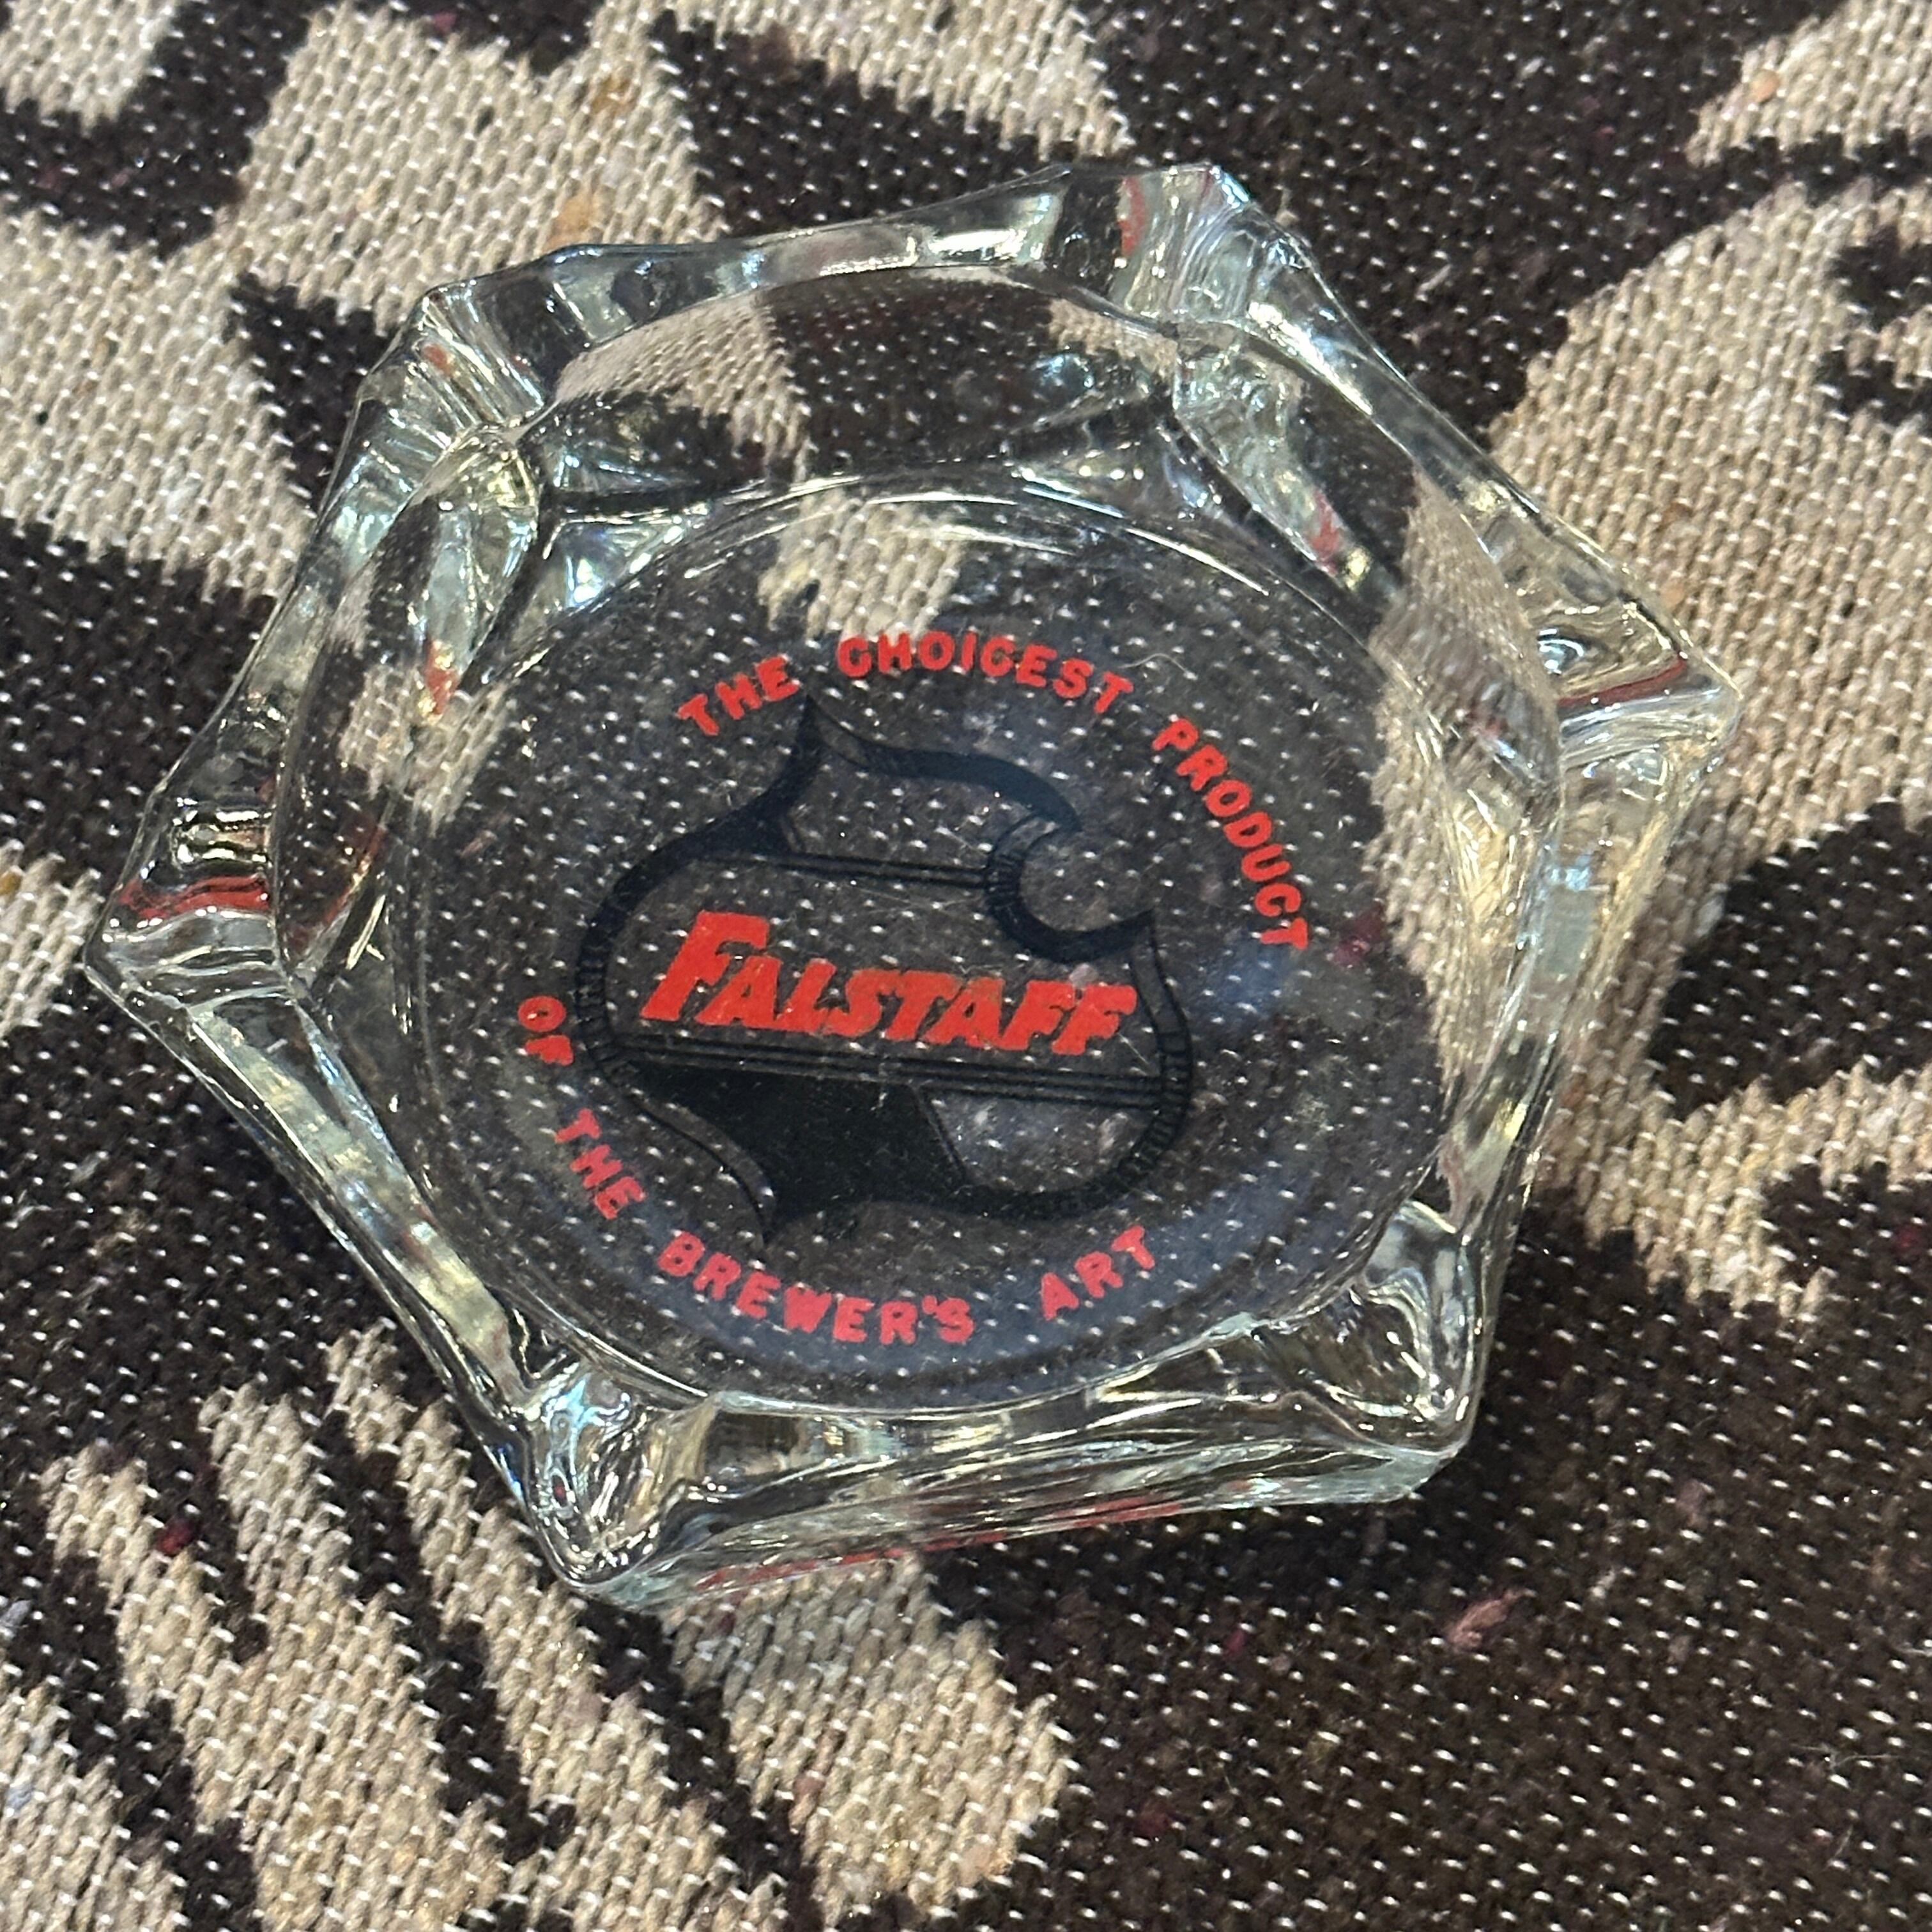 THE CHOICEST PRODUCT
FALSTAFF
OF THE BREWER'S ART